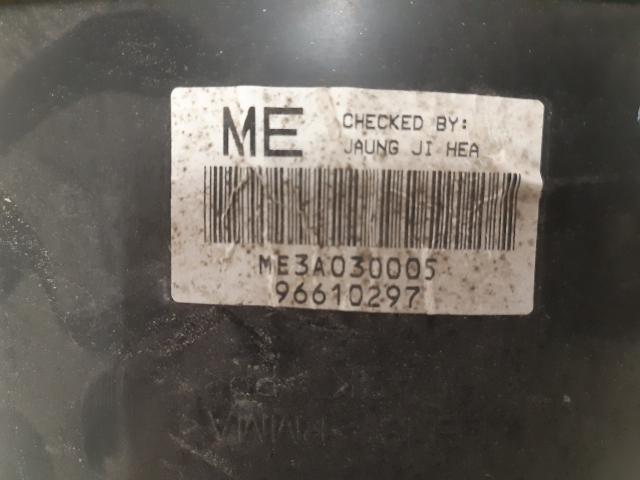 ME
CHECKED BY:
JAUNG JI HEA
ME3A030005
96610297